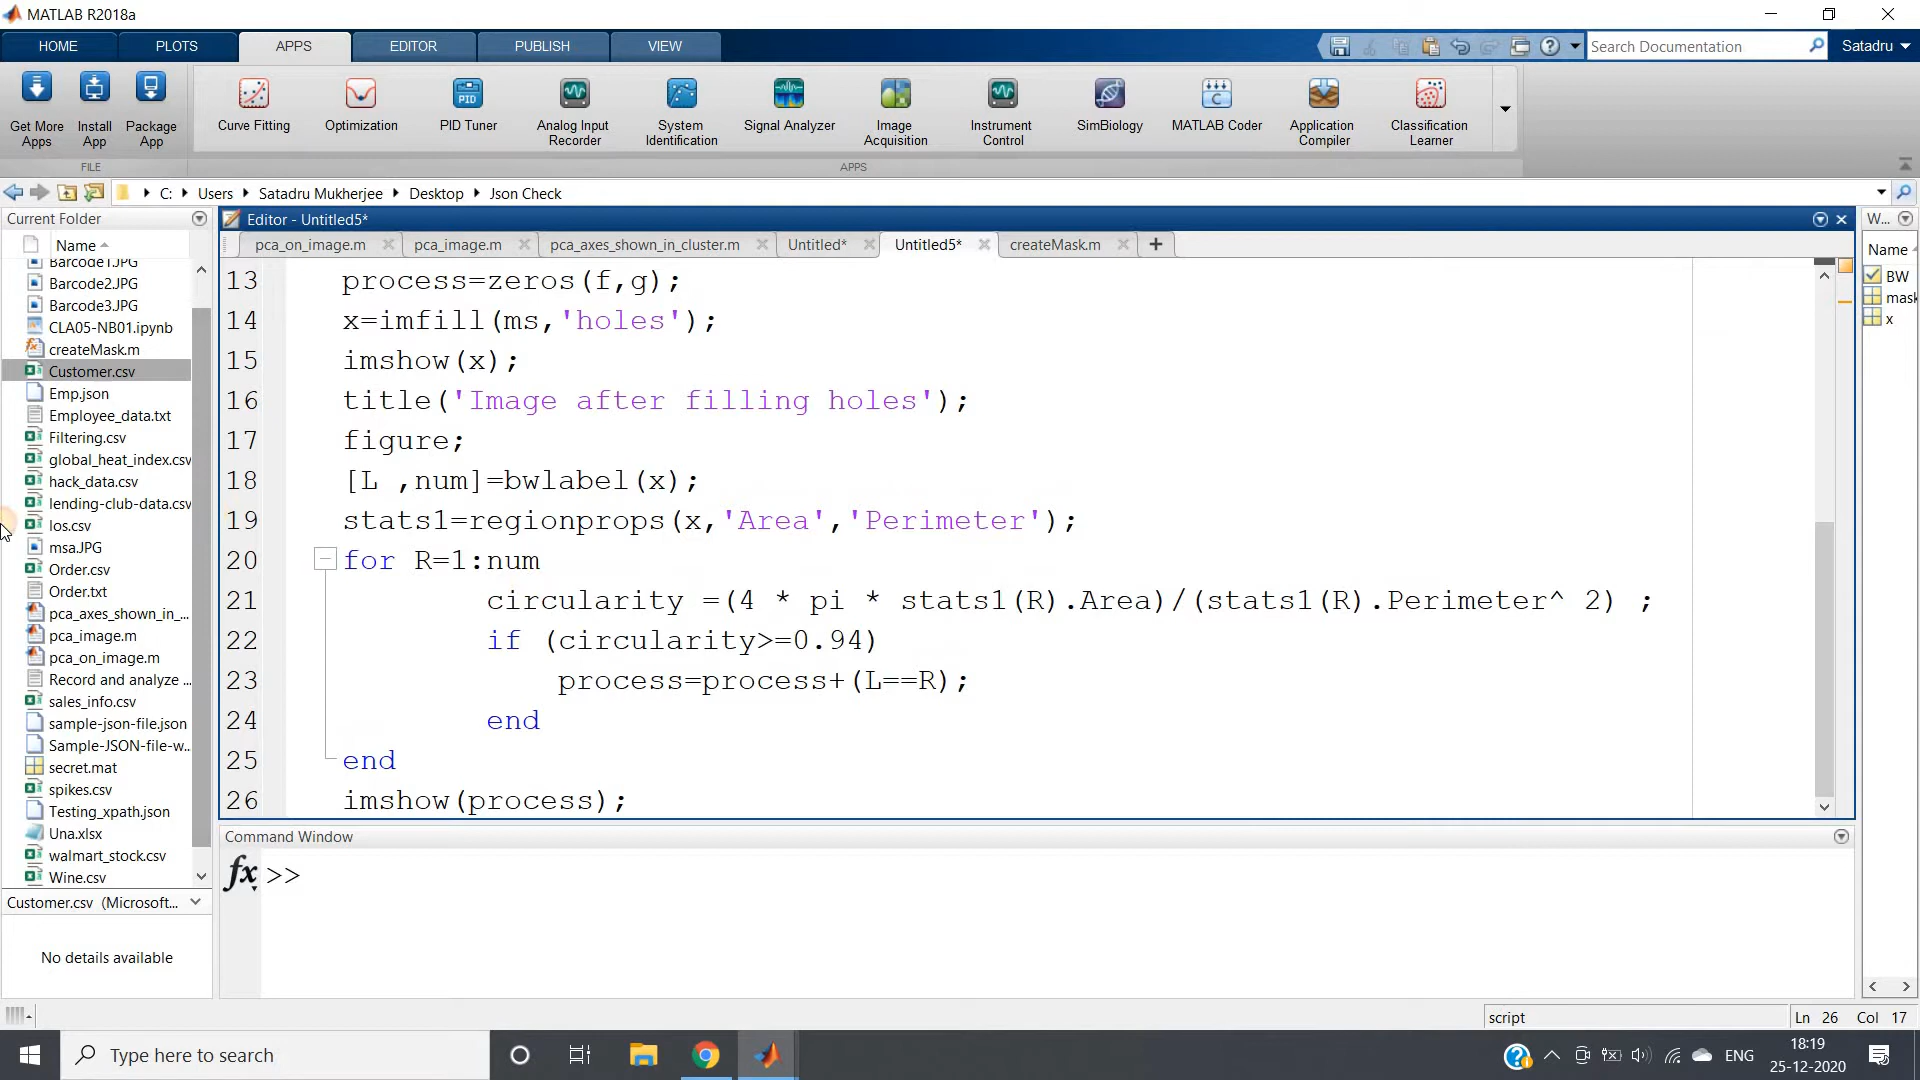 MATLAB R2018a
HOME PLOTS APPS EDITOR PUBLISH VIEW
Search Documentation
Satadru
Get More Apps
Install App
Package App
Curve Fitting
Optimization
PID Tuner
Analog Input Recorder
System Identification
Signal Analyzer
Image Acquisition
Instrument Control
SimBiology
MATLAB Coder
Application Compiler
Classification Learner
FILE
APPS
C: Users Satadru Mukherjee Desktop Json Check
Current Folder
Name
Barcode1.JPG
Barcode2.JPG
Barcode3.JPG
CLA05-NB01.ipynb
createMask.m
Customer.csv
Emp.json
Employee_data.txt
Filtering.csv
global_heat_index.csv
hack_data.csv
lending-club-data.csv
los.csv
msa.JPG
Order.csv
Order.txt
pca_axes_shown_in_...
pca_image.m
pca_on_image.m
Record and analyze ...
sales_info.csv
sample-json-file.json
Sample-JSON-file-w...
secret.mat
spikes.csv
Testing_xpath.json
Una.xlsx
walmart_stock.csv
Wine.csv
Customer.csv (Microsoft...
No details available
Editor - Untitled5*
pca_on_image.m pca_image.m pca_axes_shown_in_cluster.m Untitled* Untitled5* createMask.m
13 process=zeros(f,g);
14 x=imfill(ms,'holes');
15 imshow(x);
16 title('Image after filling holes');
17 figure;
18 [L ,num]=bwlabel(x);
19 stats1=regionprops(x,'Area','Perimeter');
20 for R=1:num
21 circularity =(4 * pi * stats1(R).Area)/(stats1(R).Perimeter^ 2) ;
22 if (circularity>=0.94)
23 process=process+(L==R);
24 end
25 end
26 imshow(process);
Command Window
fx >>
W...
Name
BW
mask
x
script
Ln 26 Col 17
Type here to search
ENG
18:19
25-12-2020